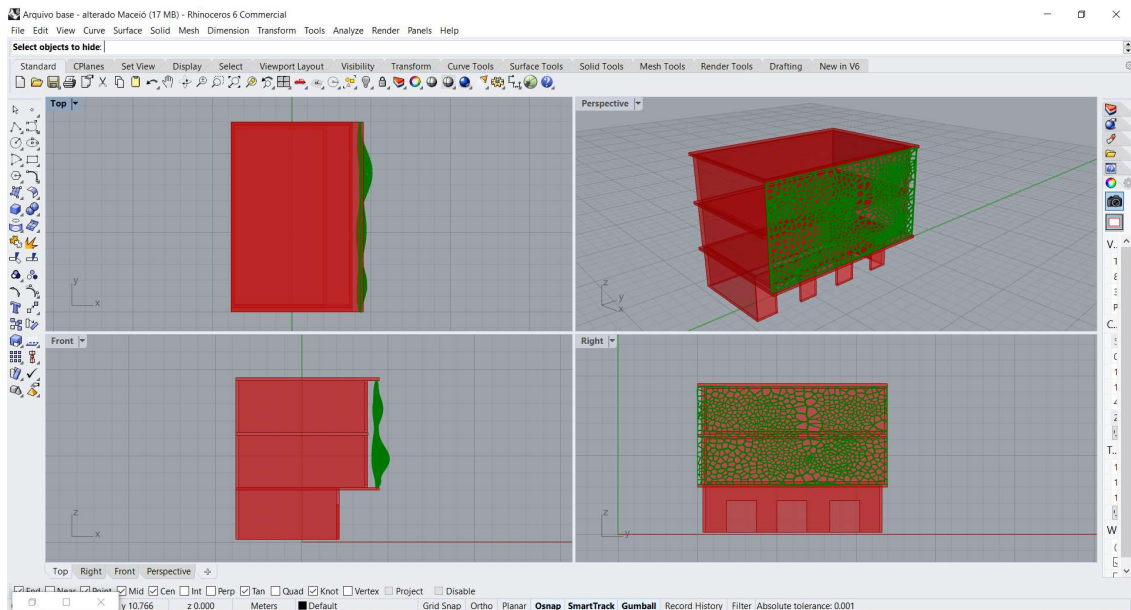 Arquivo base - alterado Maceió (17 MB) - Rhinoceros 6 Commercial
File Edit View Curve Surface Solid Mesh Dimension Transform Tools Analyze Render Panels Help
Select objects to hide:
Standard CPlanes Set View Display Select Viewport Layout Visibility Transform Curve Tools Surface Tools Solid Tools Mesh Tools Render Tools Drafting New in V6
Top
Perspective
y
x
z
y
x
Front
Right
z
x
z
y
V..
C..
T..
W
Top Right Front Perspective
End Near Point Mid Cen Int Perp Tan Quad Knot Vertex Project Disable
y 10.766 z 0.000 Meters Default Grid Snap Ortho Planar Osnap SmartTrack Gumball Record History Filter Absolute tolerance: 0.001